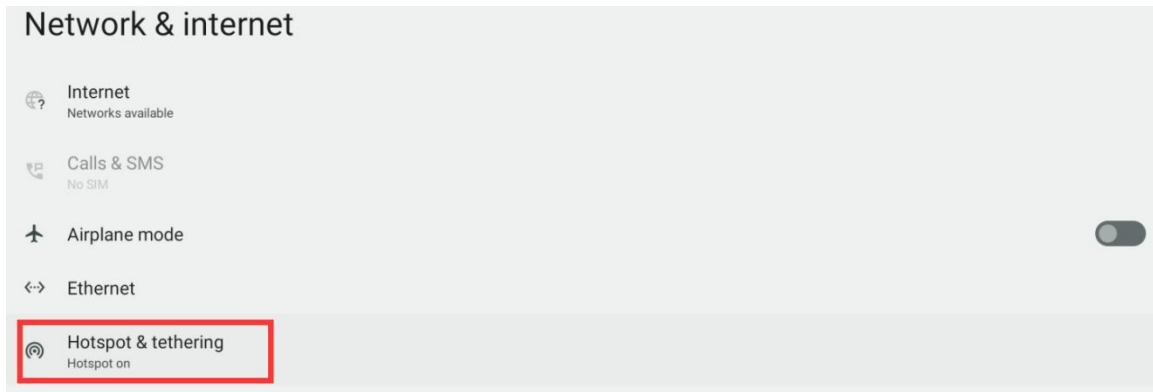 Network & internet
Internet
Networks available
Calls & SMS
No SIM
Airplane mode
Ethernet
Hotspot & tethering
Hotspot on